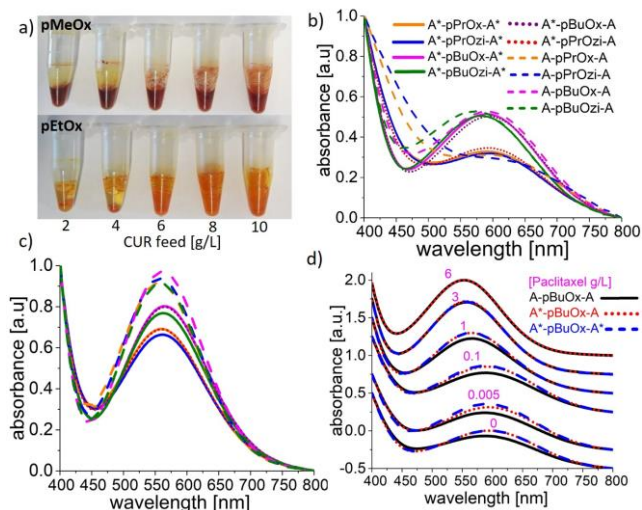 a)
pMeOx
pEtOx
2 4 6 8 10
CUR feed [g/L]
b)
A*-pPrOx-A* A*-pBuOx-A
A*-pPrOzi-A* A*-pPrOzi-A
A*-pBuOx-A* A-pPrOx-A
A*-pBuOzi-A* A-pPrOzi-A
A-pBuOx-A
A-pBuOzi-A
absorbance [a.u]
1.0
0.8
0.6
0.4
0.2
0.0
400 450 500 550 600 650 700 750 800
wavelength [nm]
c)
absorbance [a.u]
1.0
0.8
0.6
0.4
0.2
0.0
400 450 500 550 600 650 700 750 800
wavelength [nm]
d)
absorbance [a.u.]
2.0
1.5
1.0
0.5
0.0
-0.5
6
3
1
0.1
0.005
0
[Paclitaxel g/L]
A-pBuOx-A
A*-pBuOx-A
A*-pBuOx-A*
400 450 500 550 600 650 700 750 800
wavelength [nm]